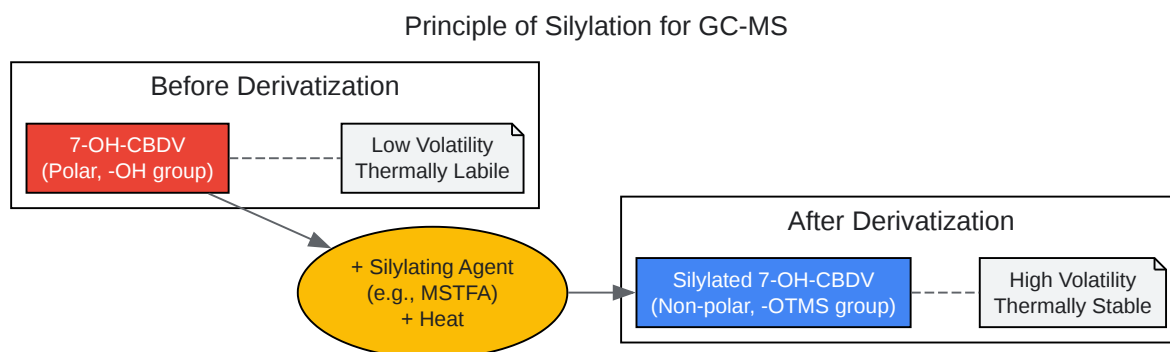 Principle of Silylation for GC-MS
Before Derivatization
7-OH-CBDV
(Polar, -OH group)
Low Volatility
Thermally Labile
+ Silylating Agent
(e.g., MSTFA)
+ Heat
After Derivatization
Silylated 7-OH-CBDV
(Non-polar, -OTMS group)
High Volatility
Thermally Stable